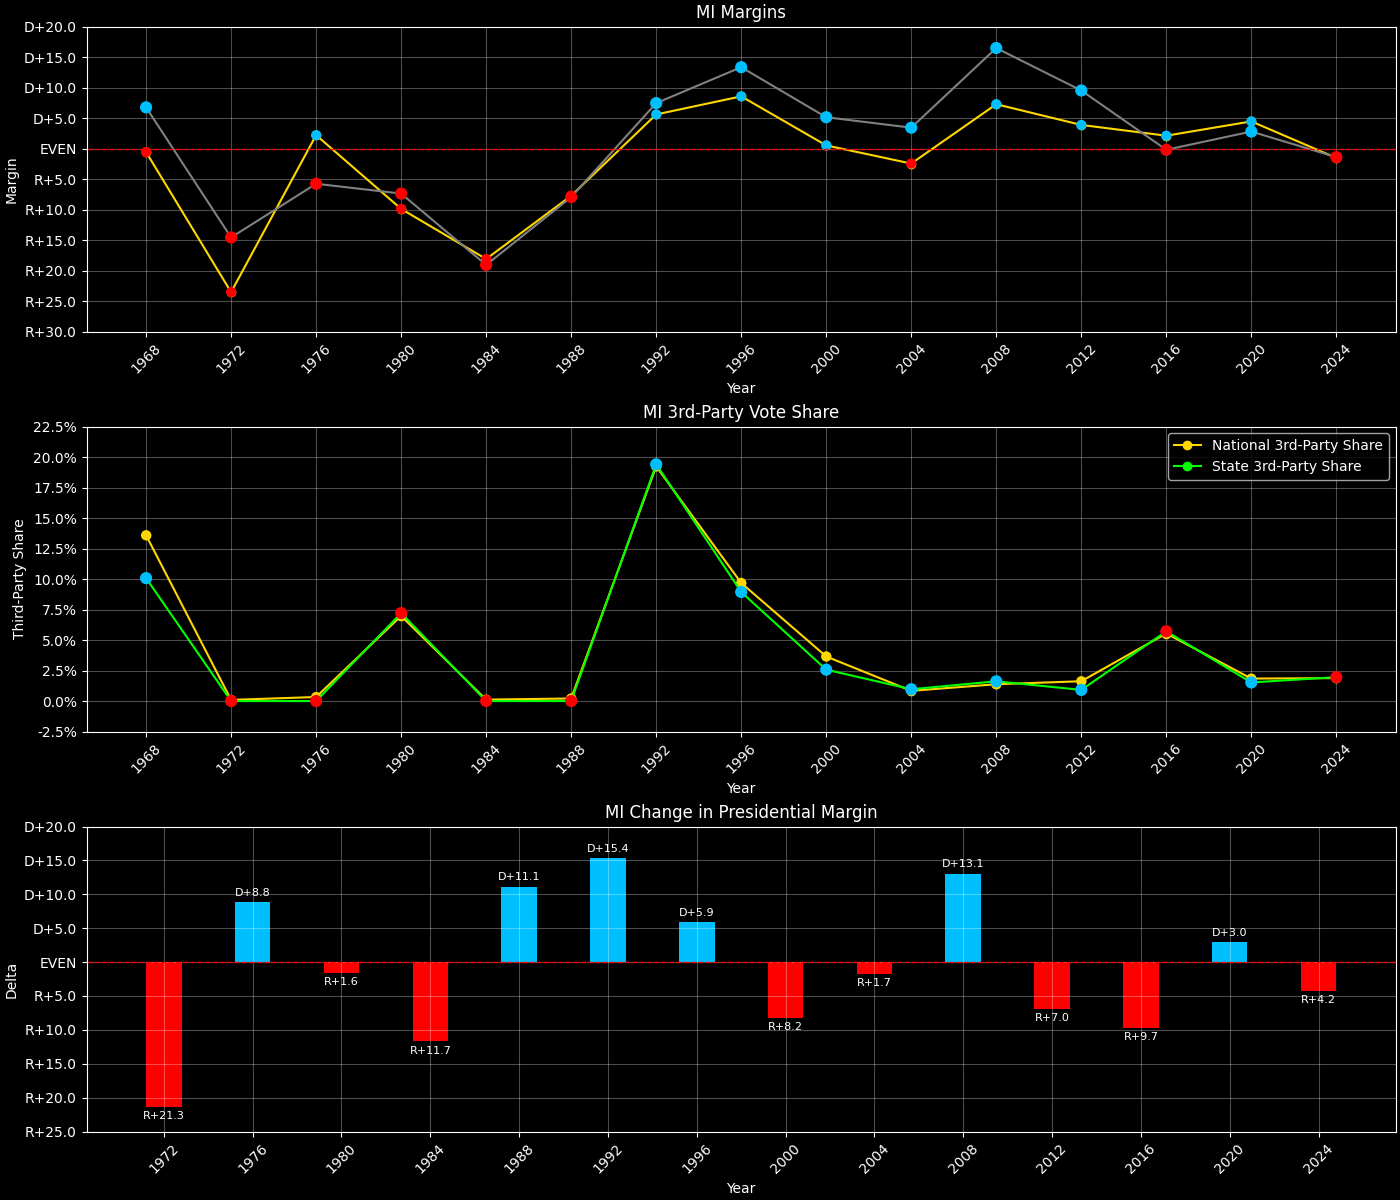 MI Margins
D+20.0
D+15.0
D+10.0
D+5.0
EVEN
R+5.0
R+10.0
R+15.0
R+20.0
R+25.0
R+30.0
Margin
1968 1972 1976 1980 1984 1988 1992 1996 2000 2004 2008 2012 2016 2020 2024
Year
MI 3rd-Party Vote Share
22.5%
20.0%
17.5%
15.0%
12.5%
10.0%
7.5%
5.0%
2.5%
0.0%
-2.5%
Third-Party Share
National 3rd-Party Share
State 3rd-Party Share
1968 1972 1976 1980 1984 1988 1992 1996 2000 2004 2008 2012 2016 2020 2024
Year
MI Change in Presidential Margin
D+20.0
D+15.0
D+10.0
D+5.0
EVEN
R+5.0
R+10.0
R+15.0
R+20.0
R+25.0
Delta
R+21.3
D+8.8
R+1.6
R+11.7
D+11.1
D+15.4
D+5.9
R+8.2
R+1.7
D+13.1
R+7.0
R+9.7
D+3.0
R+4.2
1972 1976 1980 1984 1988 1992 1996 2000 2004 2008 2012 2016 2020 2024
Year